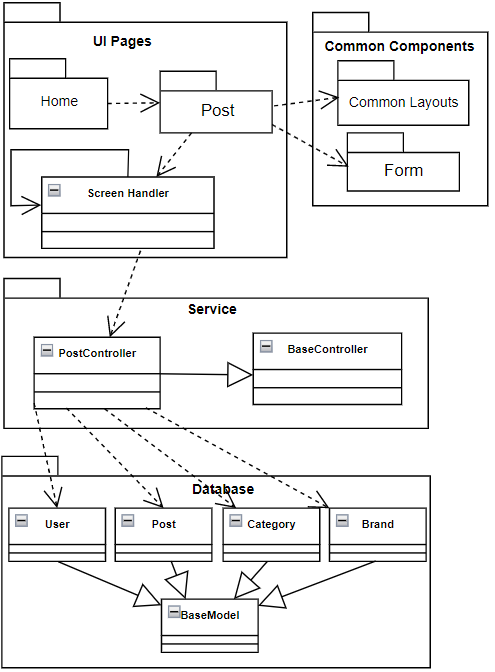 UI Pages
Common Components
Home
Post
Common Layouts
Form
Screen Handler
Service
PostController
BaseController
Database
User
Post
Category
Brand
BaseModel